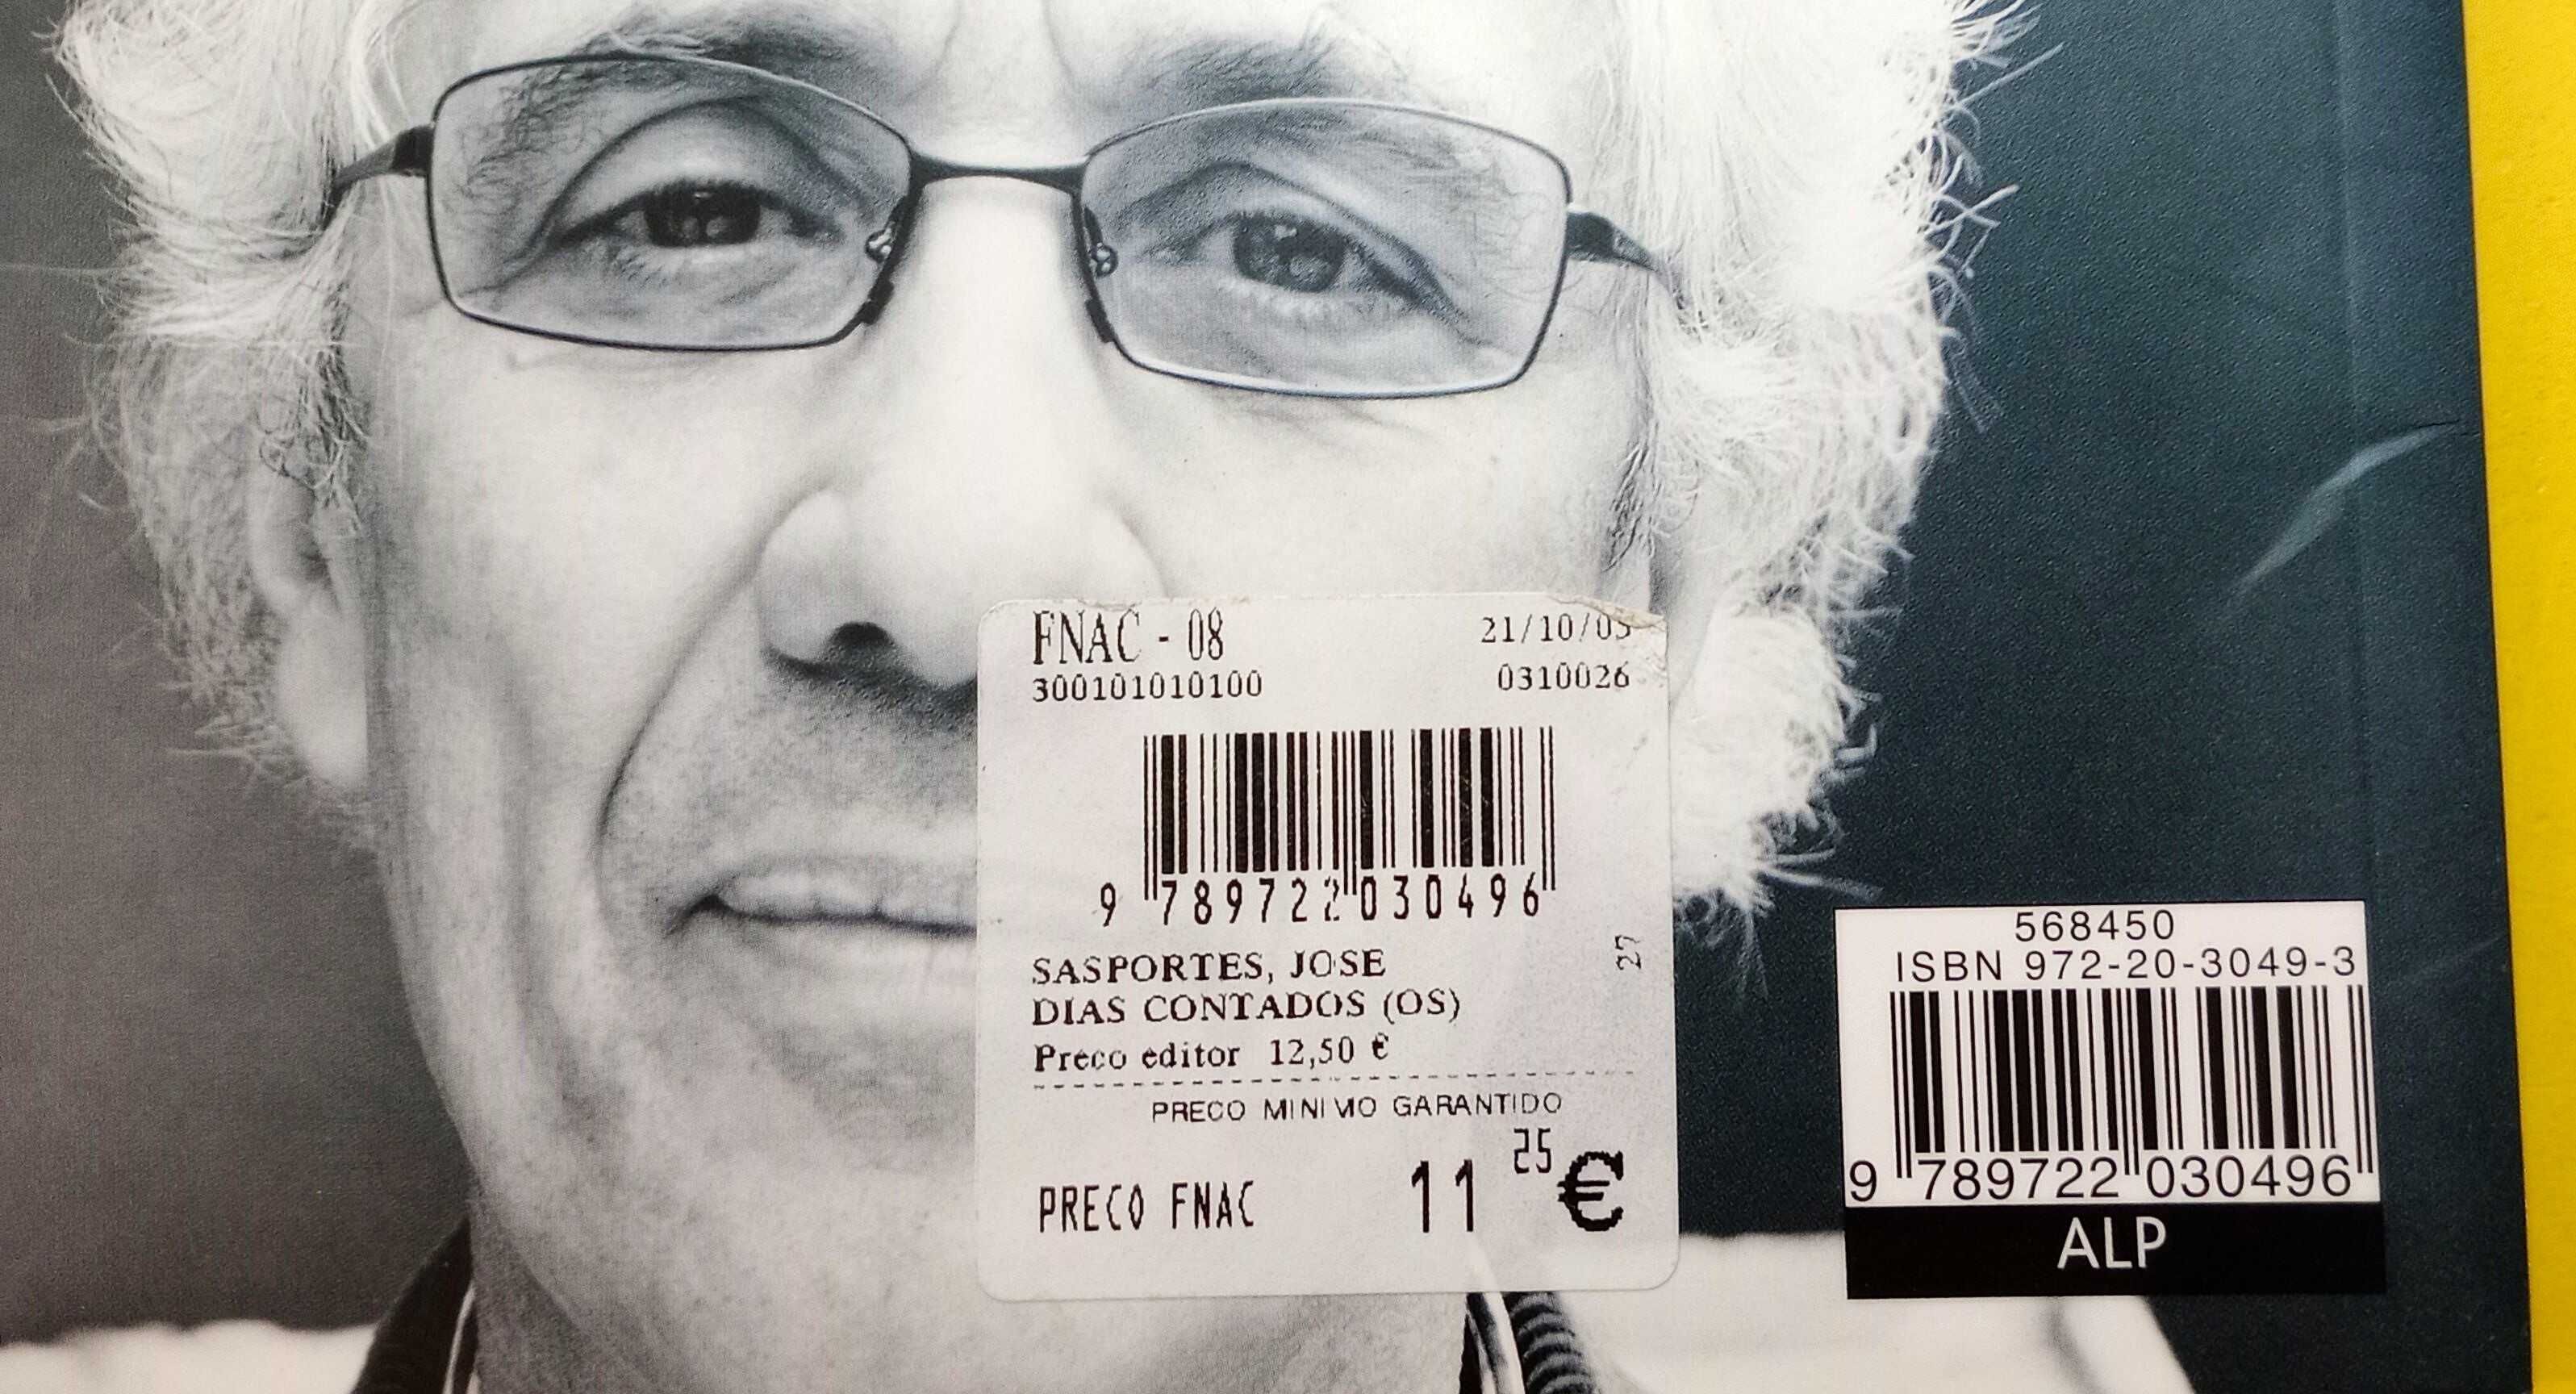 FNAC - 08 21/10/05
300101010100 0310026
9 789722 030496
27
SASPORTES, JOSE
DIAS CONTADOS (OS)
Preco editor 12,50 €
PRECO MINIMO GARANTIDO
PRECO FNAC 11 25 €
568450
ISBN 972-20-3049-3
9 789722 030496
ALP